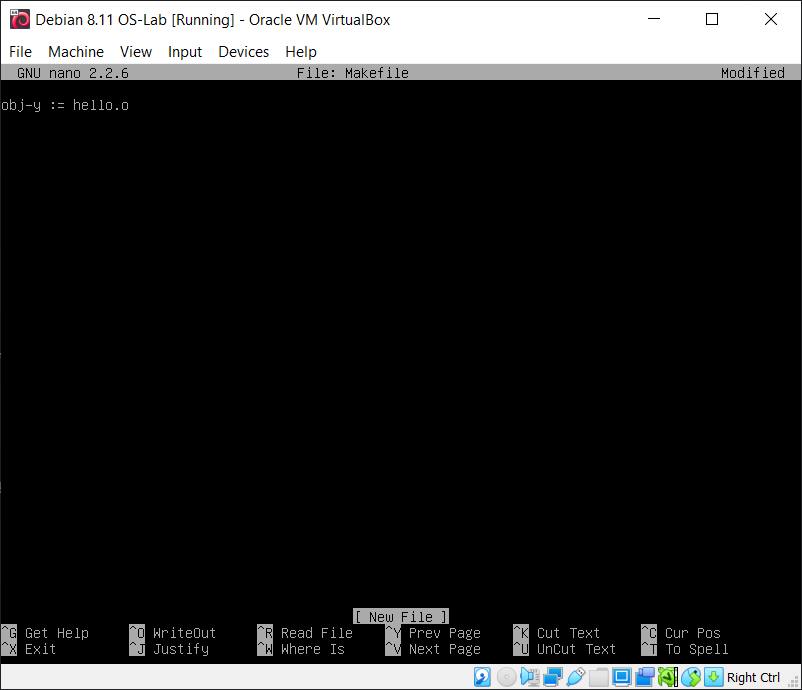 Debian 8.11 OS-Lab [Running] - Oracle VM VirtualBox
File Machine View Input Devices Help
GNU nano 2.2.6 File: Makefile Modified
obj-y := hello.o
[ New File ]
^G Get Help ^O WriteOut ^R Read File ^Y Prev Page ^K Cut Text ^C Cur Pos
^X Exit ^J Justify ^W Where Is ^V Next Page ^U UnCut Text ^T To Spell
Right Ctrl